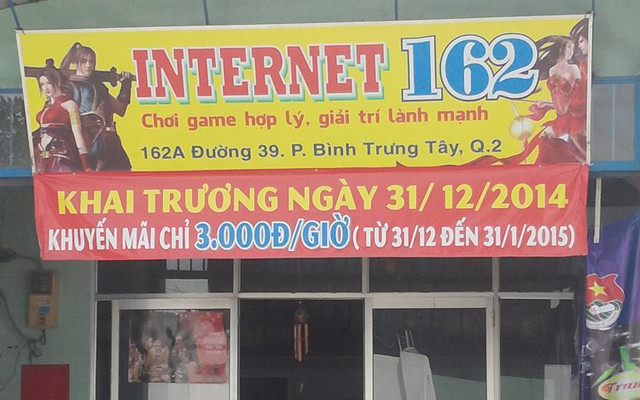 INTERNET 162
Chơi game hợp lý, giải trí lành mạnh
162A Đường 39. P. Bình Trưng Tây, Q.2
KHAI TRƯƠNG NGÀY 31/ 12/2014
KHUYẾN MÃI CHỈ 3.000Đ/GIỜ ( TỪ 31/12 ĐẾN 31/1/2015)